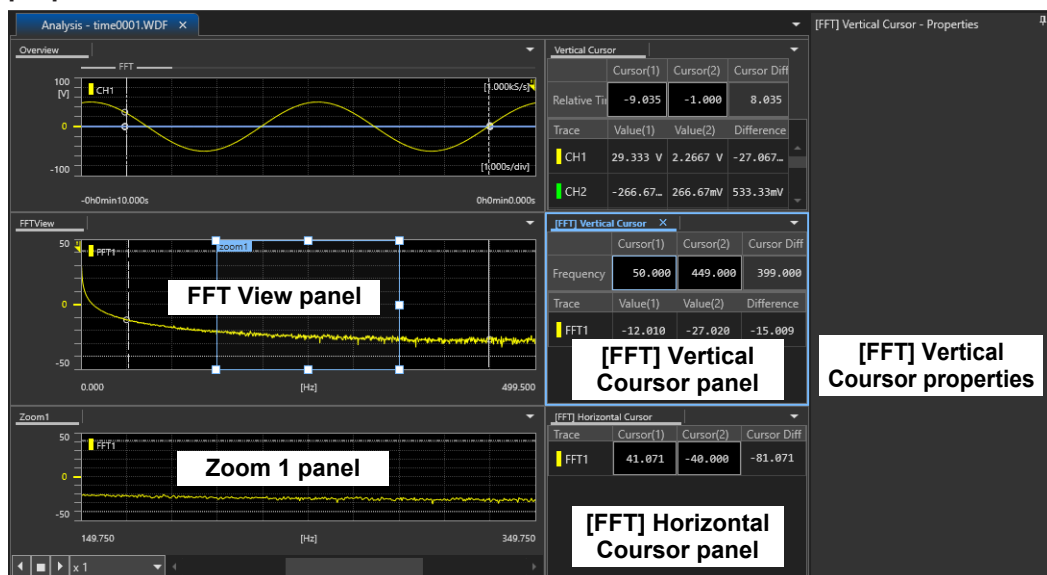 Analysis - time0001.WDF ×
[FFT] Vertical Cursor - Properties
Overview
FFT
100
[V]
CH1
[1.000kS/s]
0
-100
[1.000s/div]
-0h0min10.000s
0h0min0.000s
Vertical Cursor
Cursor(1) Cursor(2) Cursor Diff
Relative Ti -9.035 -1.000 8.035
Trace Value(1) Value(2) Difference
CH1 29.333 V 2.2667 V -27.067…
CH2 -266.67… 266.67mV 533.33mV
FFTView
50
FFT1
zoom1
0
-50
0.000 [Hz] 499.500
FFT View panel
[FFT] Vertical Cursor ×
Cursor(1) Cursor(2) Cursor Diff
Frequency 50.000 449.000 399.000
Trace Value(1) Value(2) Difference
FFT1 -12.010 -27.020 -15.009
[FFT] Vertical
Coursor panel
[FFT] Vertical
Coursor properties
Zoom1
50
FFT1
0
-50
149.750 [Hz] 349.750
x 1
Zoom 1 panel
[FFT] Horizontal Cursor
Trace Cursor(1) Cursor(2) Cursor Diff
FFT1 41.071 -40.000 -81.071
[FFT] Horizontal
Coursor panel